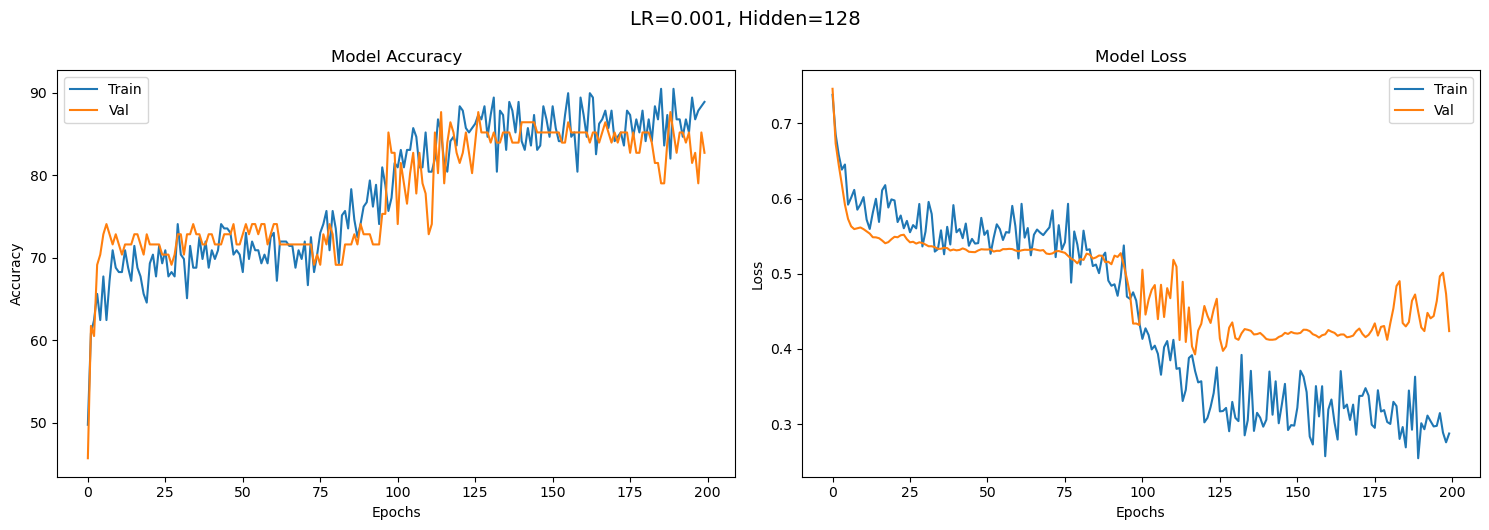 LR=0.001, Hidden=128
Model Accuracy
Train
Val
Accuracy
90
80
70
60
50
0 25 50 75 100 125 150 175 200
Epochs
Model Loss
Train
Val
Loss
0.7
0.6
0.5
0.4
0.3
0 25 50 75 100 125 150 175 200
Epochs